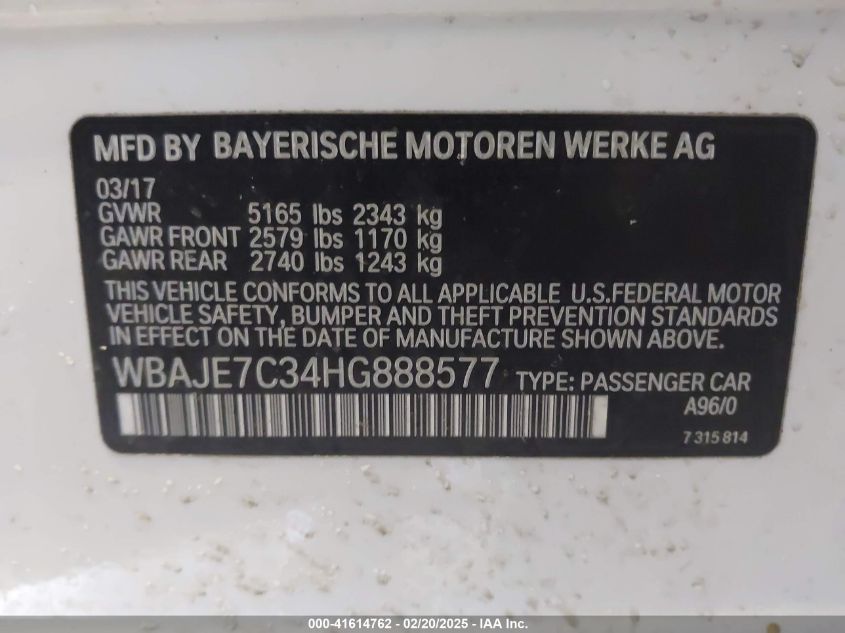 MFD BY BAYERISCHE MOTOREN WERKE AG
03/17
GVWR 5165 lbs 2343 kg
GAWR FRONT 2579 lbs 1170 kg
GAWR REAR 2740 lbs 1243 kg
THIS VEHICLE CONFORMS TO ALL APPLICABLE U.S.FEDERAL MOTOR
VEHICLE SAFETY, BUMPER AND THEFT PREVENTION STANDARDS
IN EFFECT ON THE DATE OF MANUFACTURE SHOWN ABOVE.
WBAJE7C34HG888577 TYPE: PASSENGER CAR
A96/0
7 315 814
000-41614762 - 02/20/2025 - IAA Inc.